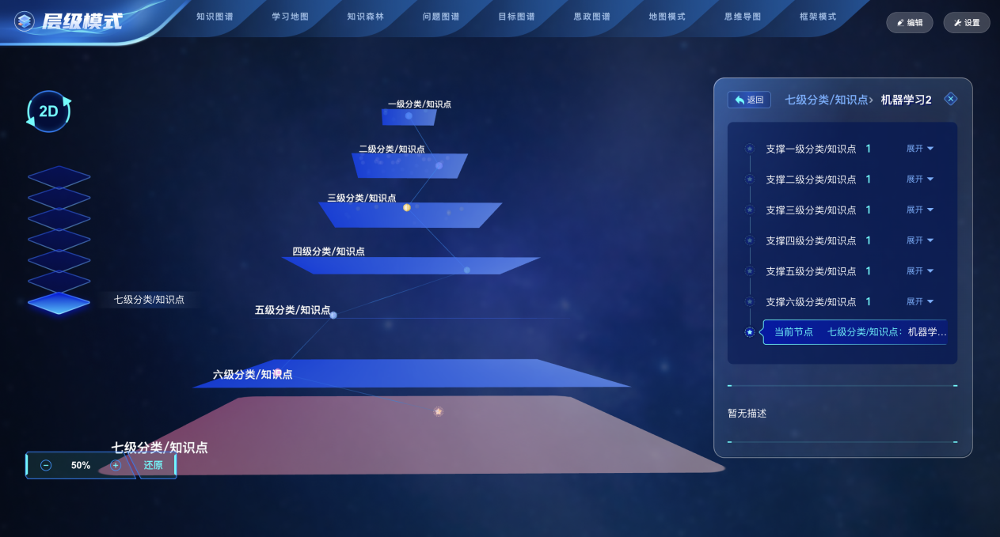 层级模式
知识图谱
学习地图
知识森林
问题图谱
目标图谱
思政图谱
地图模式
思维导图
框架模式
编辑
设置
2D
一级分类/知识点
二级分类/知识点
三级分类/知识点
四级分类/知识点
五级分类/知识点
六级分类/知识点
七级分类/知识点
七级分类/知识点
50%
还原
返回
七级分类/知识点› 机器学习2
支撑一级分类/知识点 1 展开
支撑二级分类/知识点 1 展开
支撑三级分类/知识点 1 展开
支撑四级分类/知识点 1 展开
支撑五级分类/知识点 1 展开
支撑六级分类/知识点 1 展开
当前节点 七级分类/知识点: 机器学...
暂无描述